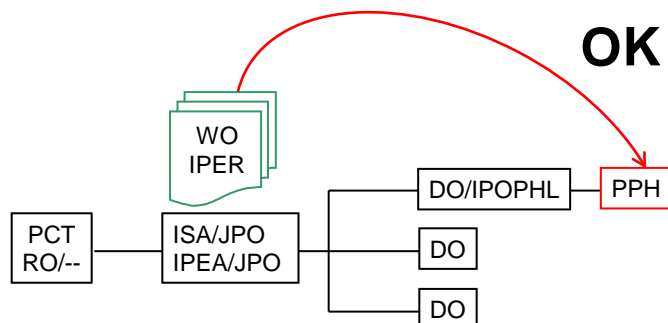 OK
WO
IPER
DO/IPOPHL
PPH
PCT
RO/--
ISA/JPO
IPEA/JPO
DO
DO